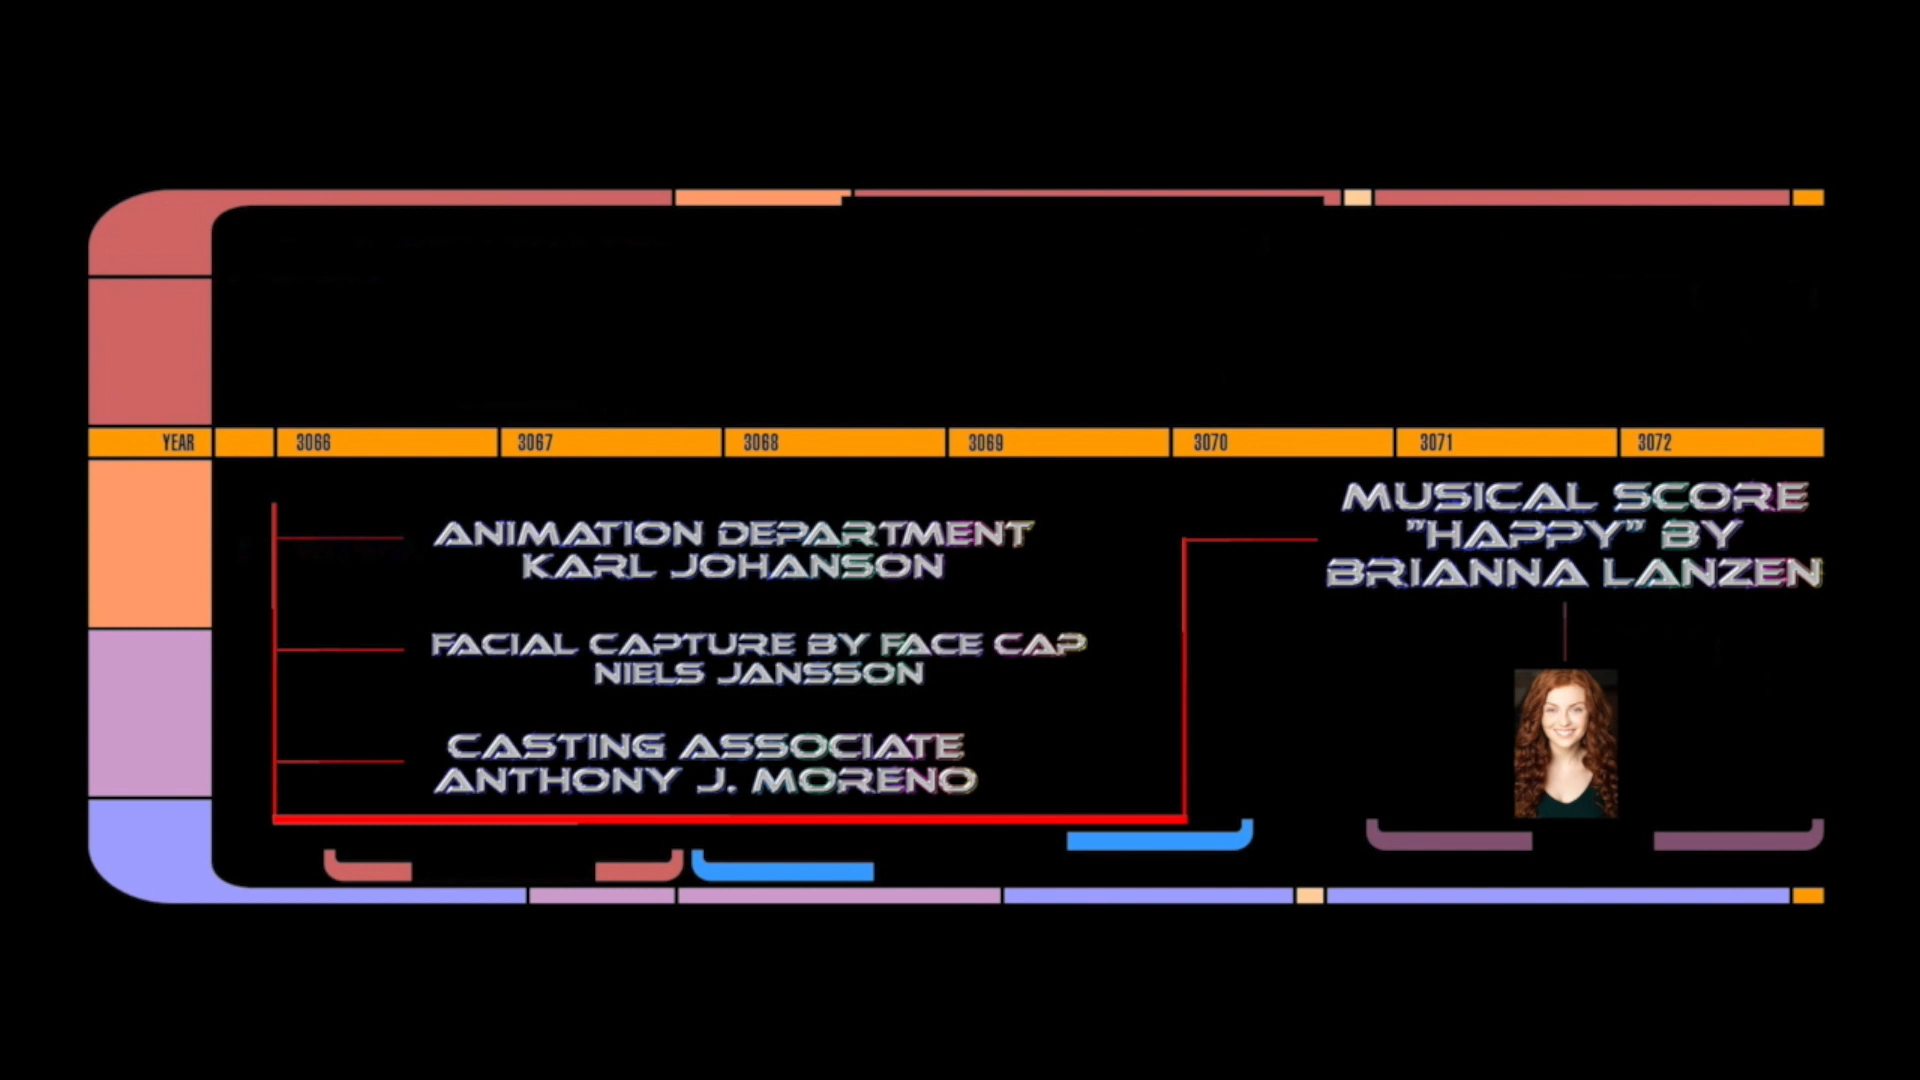 YEAR 3066 3067 3068 3069 3070 3071 3072
ANIMATION DEPARTMENT
KARL JOHANSON
FACIAL CAPTURE BY FACE CAP
NIELS JANSSON
CASTING ASSOCIATE
ANTHONY J. MORENO
MUSICAL SCORE
"HAPPY" BY
BRIANNA LANZEN